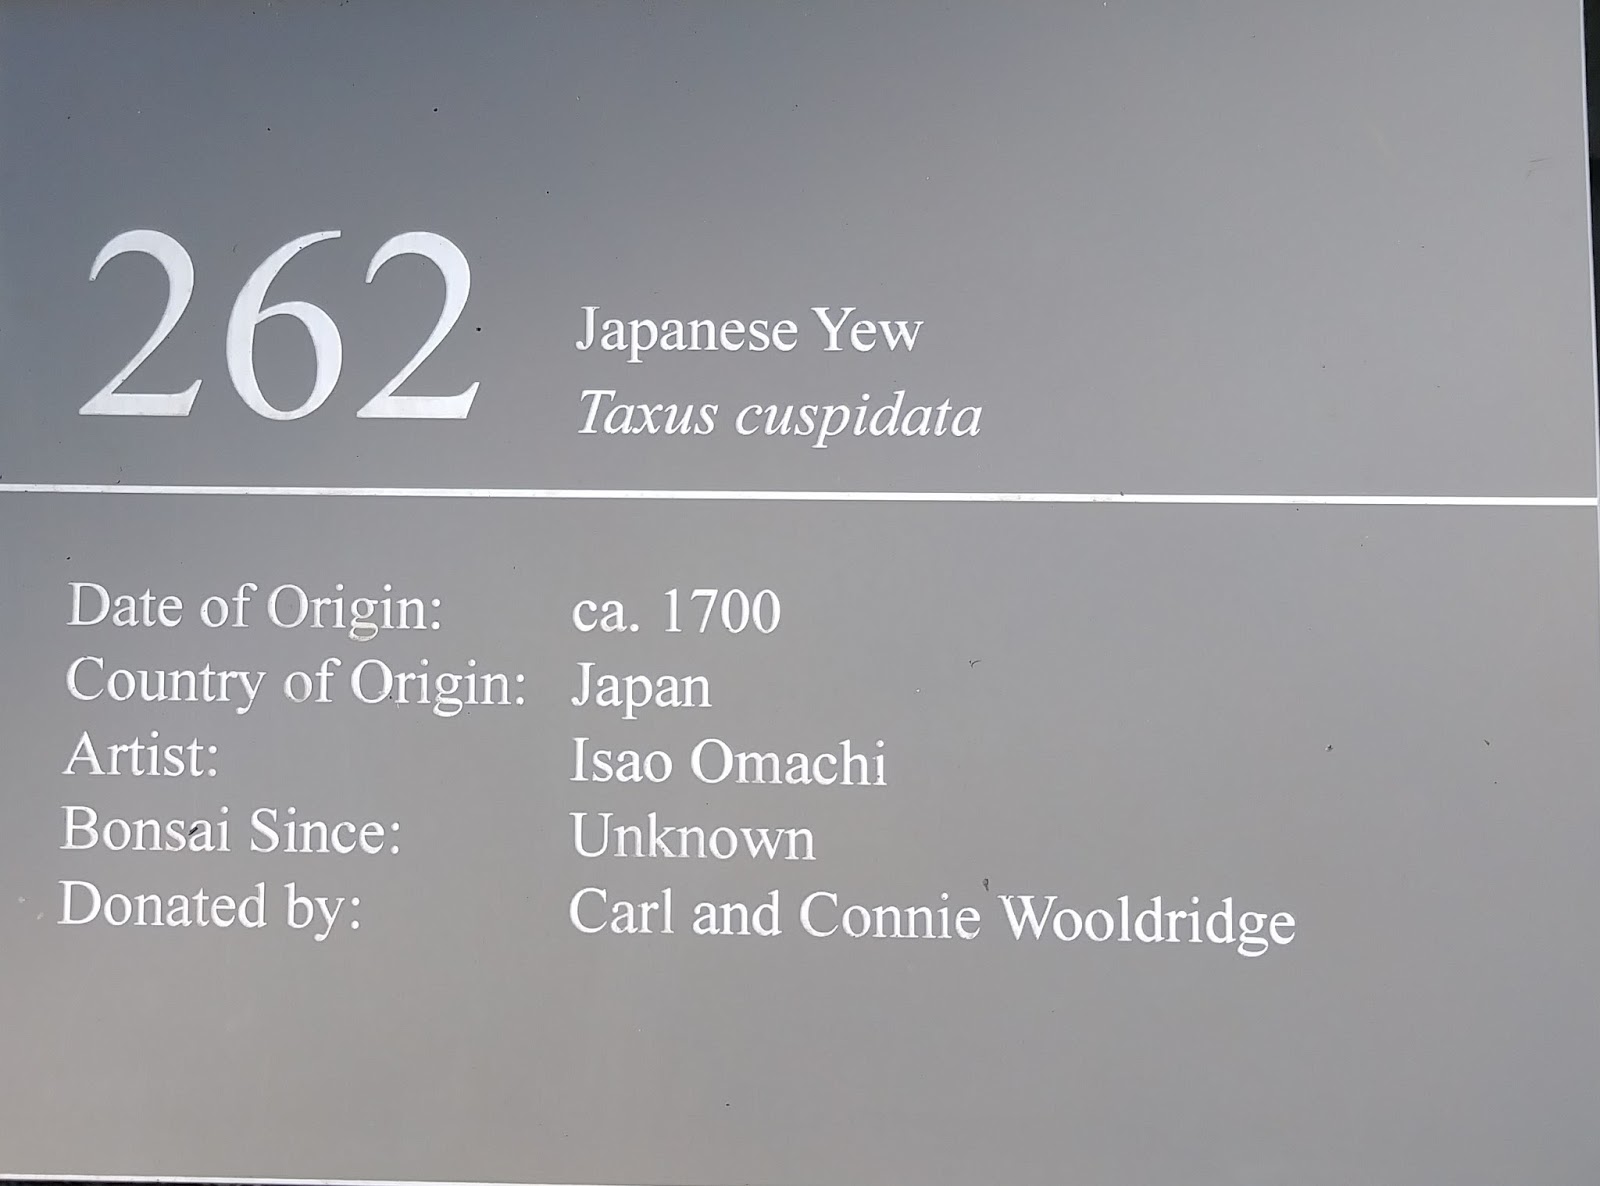 262
Japanese Yew
Taxus cuspidata
Date of Origin: ca. 1700
Country of Origin: Japan
Artist: Isao Omachi
Bonsai Since: Unknown
Donated by: Carl and Connie Wooldridge